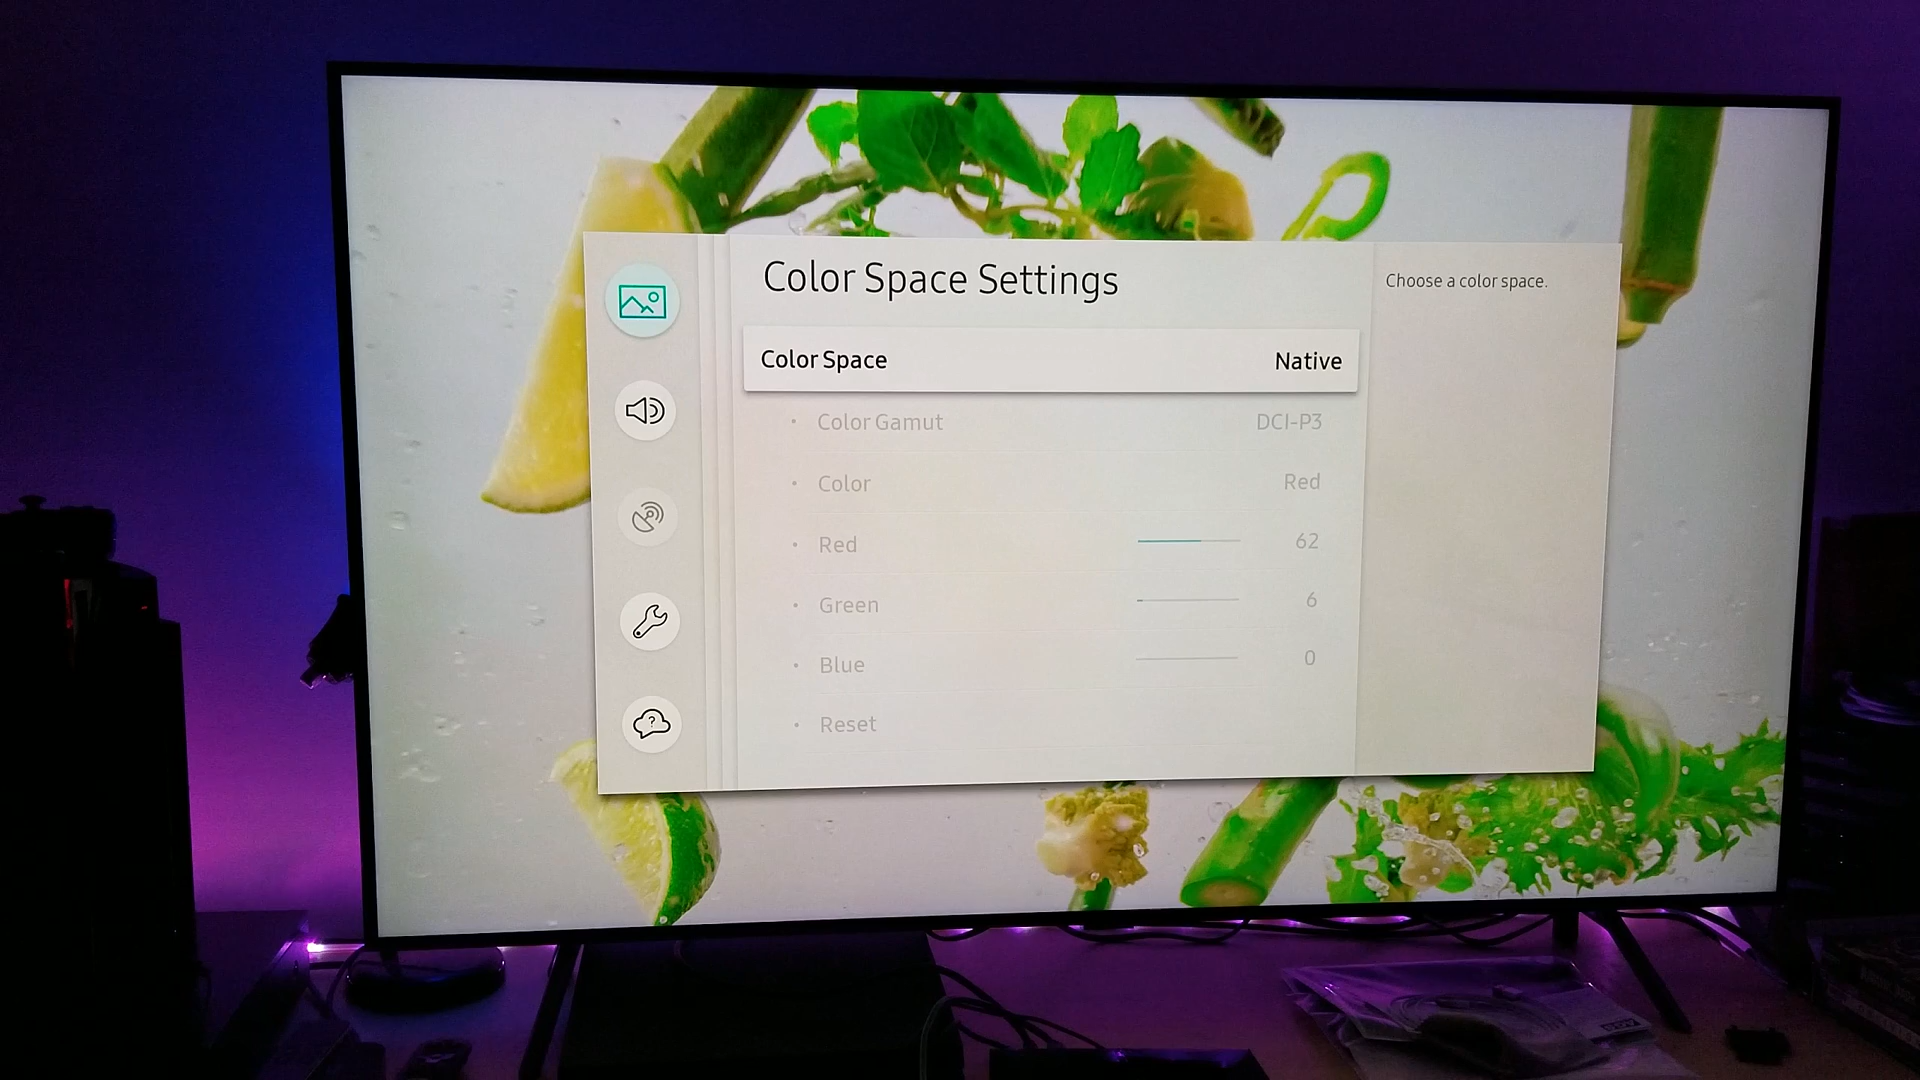 Color Space Settings
Choose a color space.
Color Space Native
• Color Gamut DCI-P3
• Color Red
• Red 62
• Green 6
• Blue 0
• Reset
?